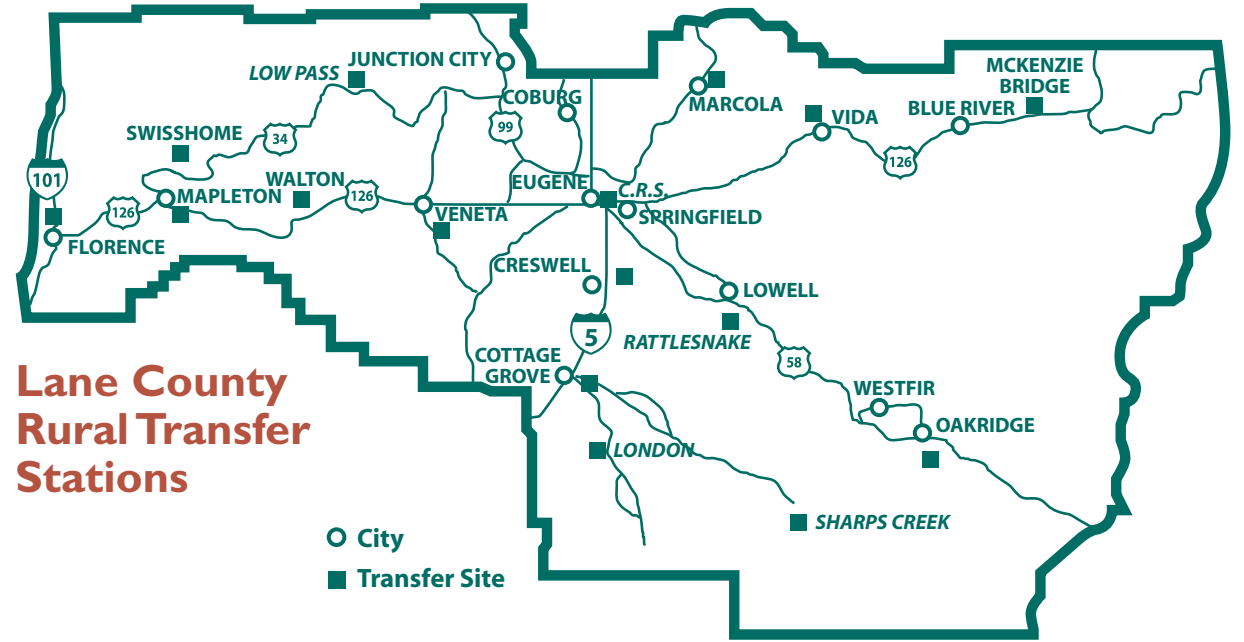 JUNCTION CITY
LOW PASS
COBURG
MARCOLA
MCKENZIE
BRIDGE
BLUE RIVER
VIDA
99
SWISSHOME
34
126
101
WALTON
126
EUGENE
C.R.S.
MAPLETON
126
VENETA
SPRINGFIELD
FLORENCE
CRESWELL
LOWELL
5
RATTLESNAKE
58
COTTAGE
GROVE
WESTFIR
OAKRIDGE
LONDON
SHARPS CREEK
Lane County
Rural Transfer
Stations
City
Transfer Site